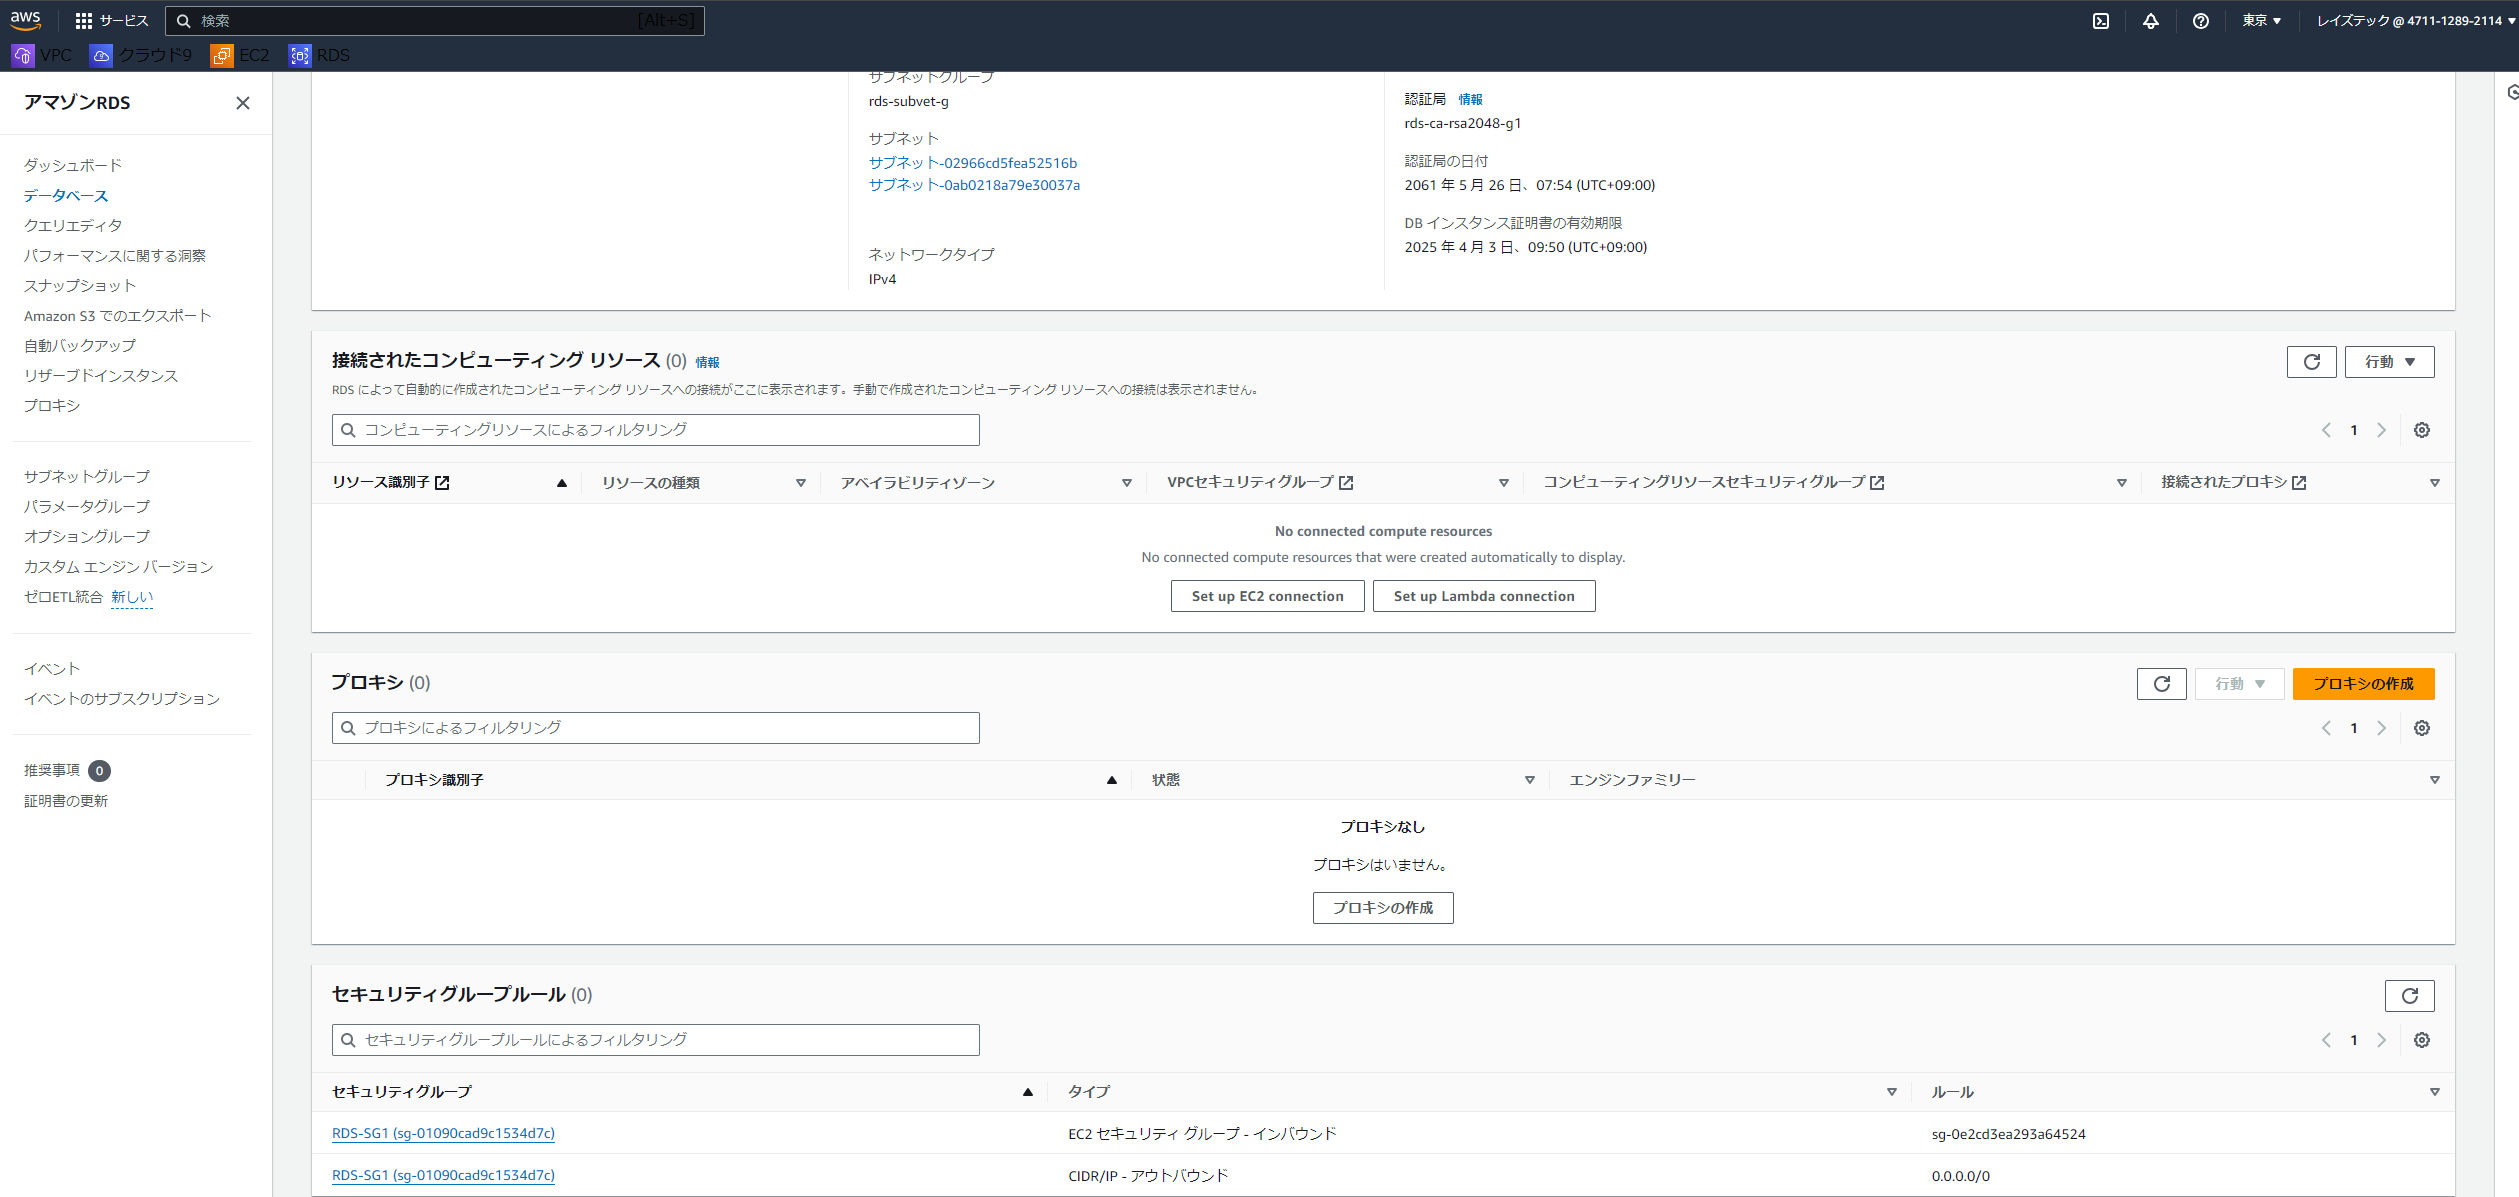 aws
サービス
検索
[Alt+S]
東京
レイズテック @ 4711-1289-2114
VPC
クラウド9
EC2
RDS
アマゾンRDS
ダッシュボード
データベース
クエリエディタ
パフォーマンスに関する洞察
スナップショット
Amazon S3 でのエクスポート
自動バックアップ
リザーブドインスタンス
プロキシ
サブネットグループ
パラメータグループ
オプショングループ
カスタム エンジン バージョン
ゼロETL統合 新しい
イベント
イベントのサブスクリプション
推奨事項 0
証明書の更新
サブネットグループ
rds-subvet-g
サブネット
サブネット-02966cd5fea52516b
サブネット-0ab0218a79e30037a
ネットワークタイプ
IPv4
認証局 情報
rds-ca-rsa2048-g1
認証局の日付
2061 年 5 月 26 日、07:54 (UTC+09:00)
DB インスタンス証明書の有効期限
2025 年 4 月 3 日、09:50 (UTC+09:00)
接続されたコンピューティング リソース (0) 情報
行動
RDS によって自動的に作成されたコンピューティング リソースへの接続がここに表示されます。手動で作成されたコンピューティング リソースへの接続は表示されません。
コンピューティングリソースによるフィルタリング
1
リソース識別子
リソースの種類
アベイラビリティゾーン
VPCセキュリティグループ
コンピューティングリソースセキュリティグループ
接続されたプロキシ
No connected compute resources
No connected compute resources that were created automatically to display.
Set up EC2 connection
Set up Lambda connection
プロキシ (0)
行動
プロキシの作成
プロキシによるフィルタリング
1
プロキシ識別子
状態
エンジンファミリー
プロキシなし
プロキシはいません。
プロキシの作成
セキュリティグループルール (0)
セキュリティグループルールによるフィルタリング
1
セキュリティグループ
タイプ
ルール
RDS-SG1 (sg-01090cad9c1534d7c)
EC2 セキュリティ グループ - インバウンド
sg-0e2cd3ea293a64524
RDS-SG1 (sg-01090cad9c1534d7c)
CIDR/IP - アウトバウンド
0.0.0.0/0